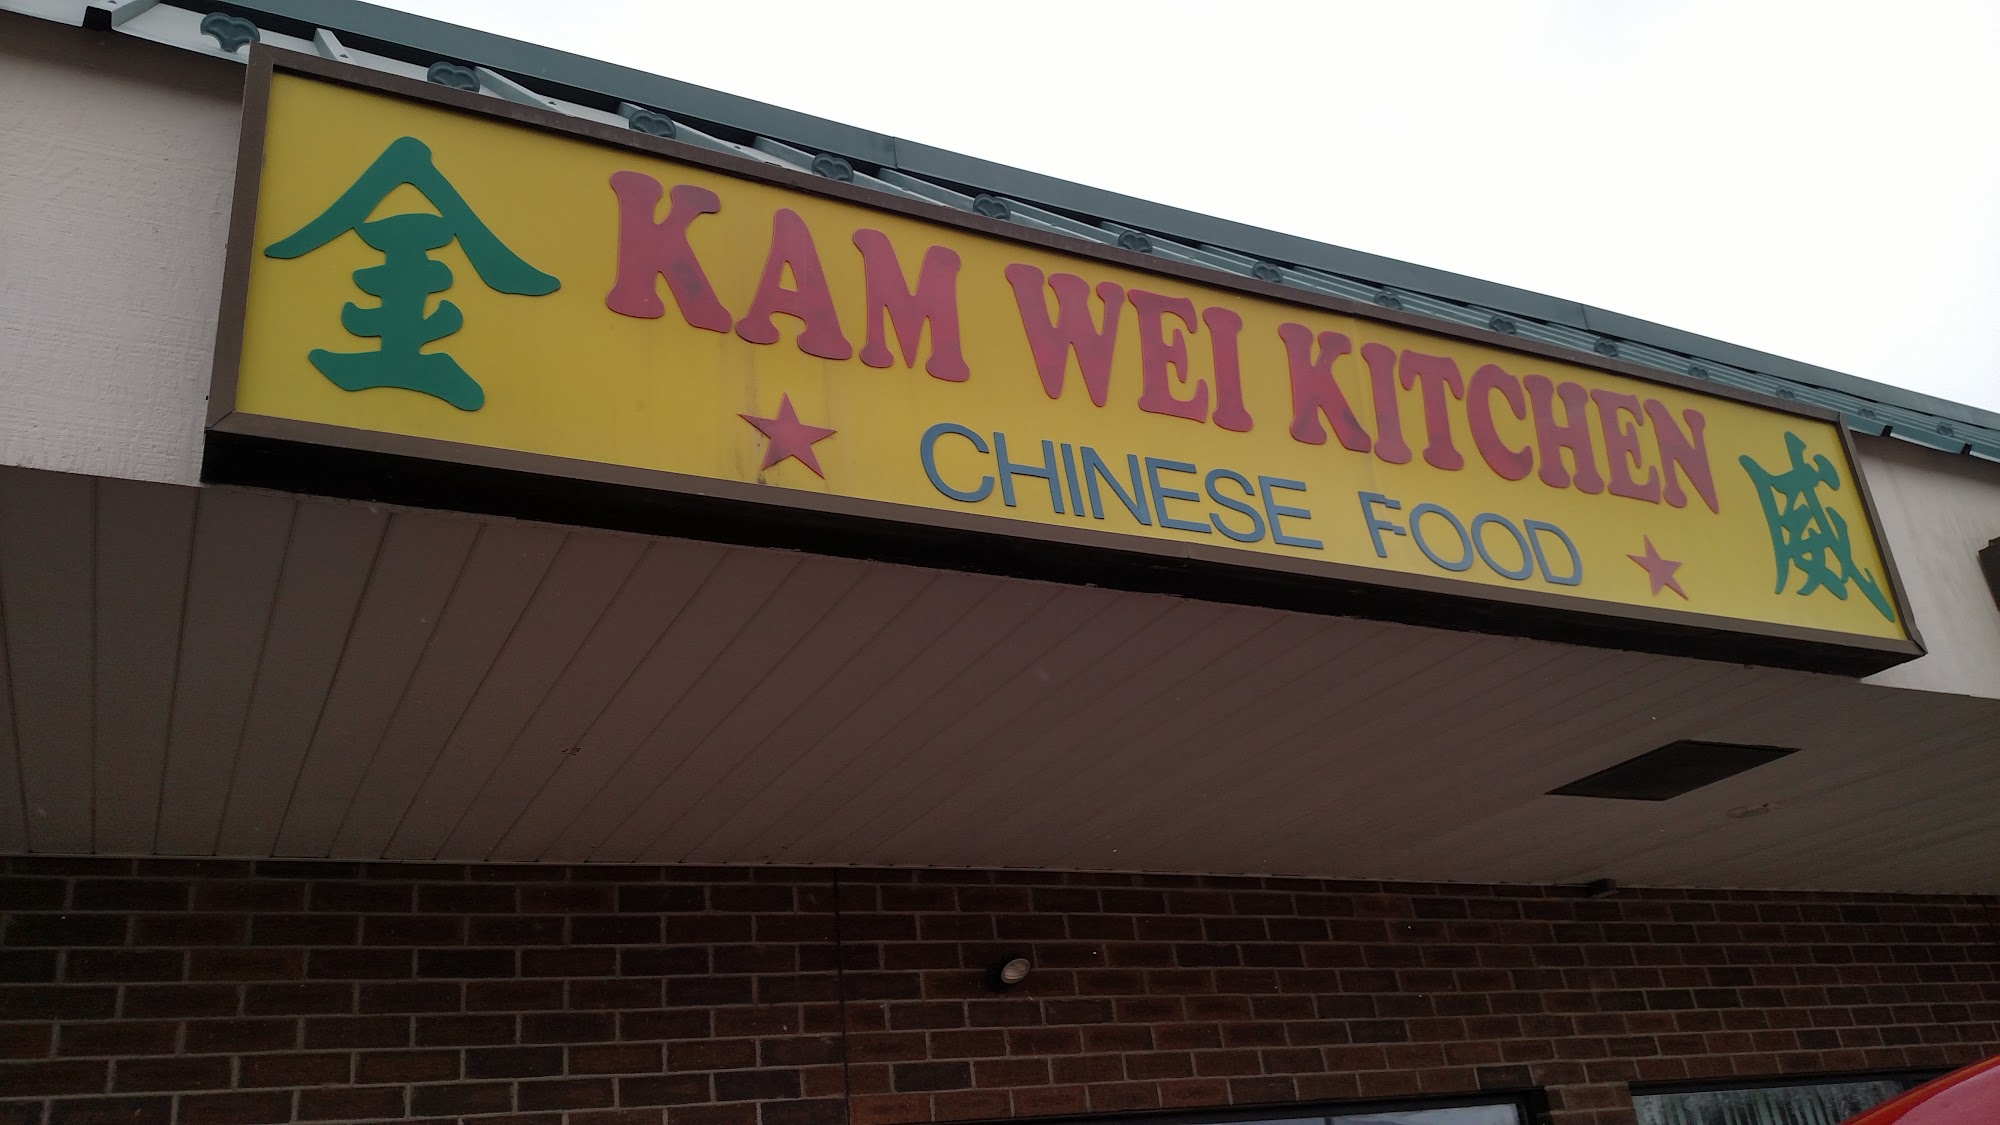 金 KAM WEI KITCHEN 威
CHINESE FOOD